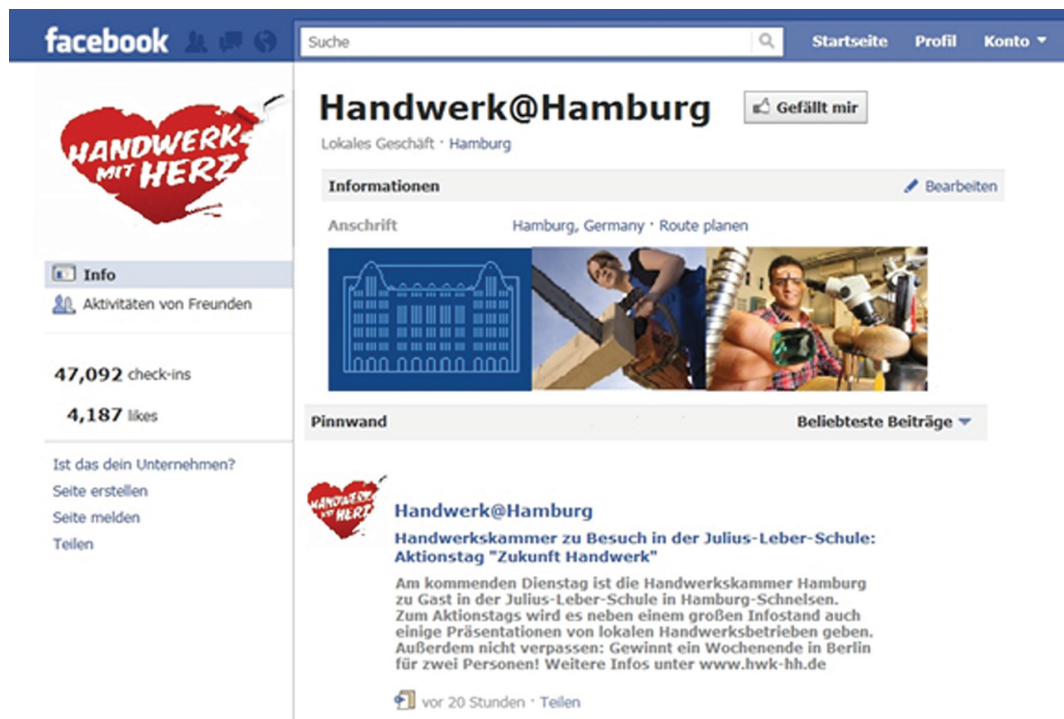 facebook
Suche
Startseite Profil Konto
HANDWERK
MIT HERZ
Handwerk@Hamburg
Gefällt mir
Lokales Geschäft · Hamburg
Informationen
Bearbeiten
Anschrift
Hamburg, Germany · Route planen
Info
Aktivitäten von Freunden
47,092 check-ins
4,187 likes
Ist das dein Unternehmen?
Seite erstellen
Seite melden
Teilen
Pinnwand
Beliebteste Beiträge
HANDWERK
MIT HERZ
Handwerk@Hamburg
Handwerkskammer zu Besuch in der Julius-Leber-Schule:
Aktionstag "Zukunft Handwerk"
Am kommenden Dienstag ist die Handwerkskammer Hamburg
zu Gast in der Julius-Leber-Schule in Hamburg-Schnelsen.
Zum Aktionstags wird es neben einem großen Infostand auch
einige Präsentationen von lokalen Handwerksbetrieben geben.
Außerdem nicht verpassen: Gewinnt ein Wochenende in Berlin
für zwei Personen! Weitere Infos unter www.hwk-hh.de
vor 20 Stunden · Teilen